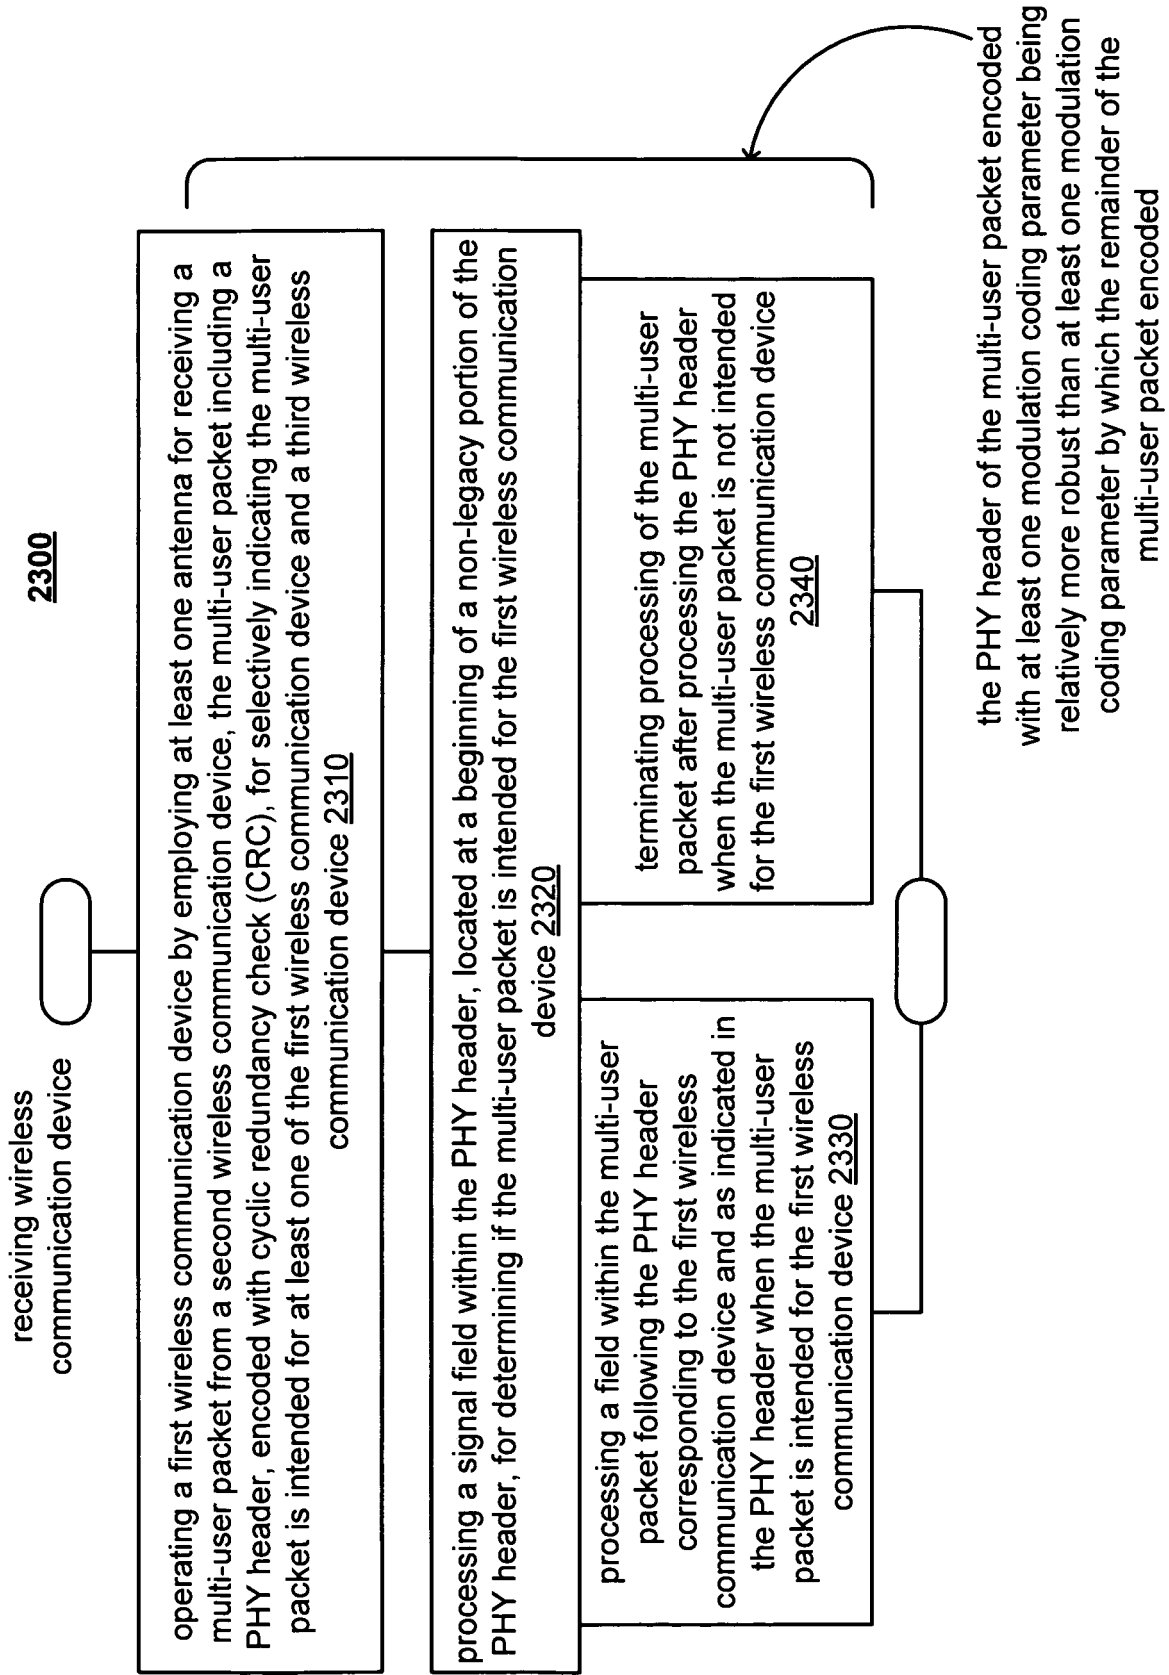 2300
receiving wireless
communication device
operating a first wireless communication device by employing at least one antenna for receiving a
multi-user packet from a second wireless communication device, the multi-user packet including a
PHY header, encoded with cyclic redundancy check (CRC), for selectively indicating the multi-user
packet is intended for at least one of the first wireless communication device and a third wireless
communication device 2310
processing a signal field within the PHY header, located at a beginning of a non-legacy portion of the
PHY header, for determining if the multi-user packet is intended for the first wireless communication
device 2320
processing a field within the multi-user
packet following the PHY header
corresponding to the first wireless
communication device and as indicated in
the PHY header when the multi-user
packet is intended for the first wireless
communication device 2330
terminating processing of the multi-user
packet after processing the PHY header
when the multi-user packet is not intended
for the first wireless communication device
2340
the PHY header of the multi-user packet encoded
with at least one modulation coding parameter being
relatively more robust than at least one modulation
coding parameter by which the remainder of the
multi-user packet encoded